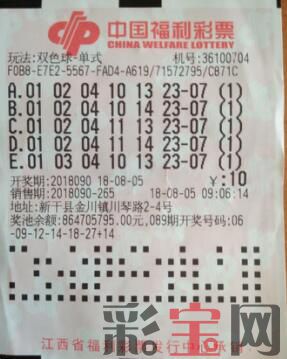 中国福利彩票
CHINA WELFARE LOTTERY
玩法:双色球-单式 机号:36100704
F0B8-E7E2-5567-FAD4-A619/71572795/C871C
A.01 02 04 10 13 23-07 (1)
B.01 02 04 10 14 23-07 (1)
C.01 02 04 11 13 23-07 (1)
D.01 02 04 11 14 23-07 (1)
E.01 03 04 10 13 23-07 (1)
开奖期:2018090 18-08-05 ¥:10
销售期:2018090-265 18-08-05 09:06:14
地址:新干县金川镇川琴路2-4号
奖池余额:864705795.00元,089期开奖号码:06
-09-12-14-18-27+14
彩宝网
江西省福利彩票发行中心承销